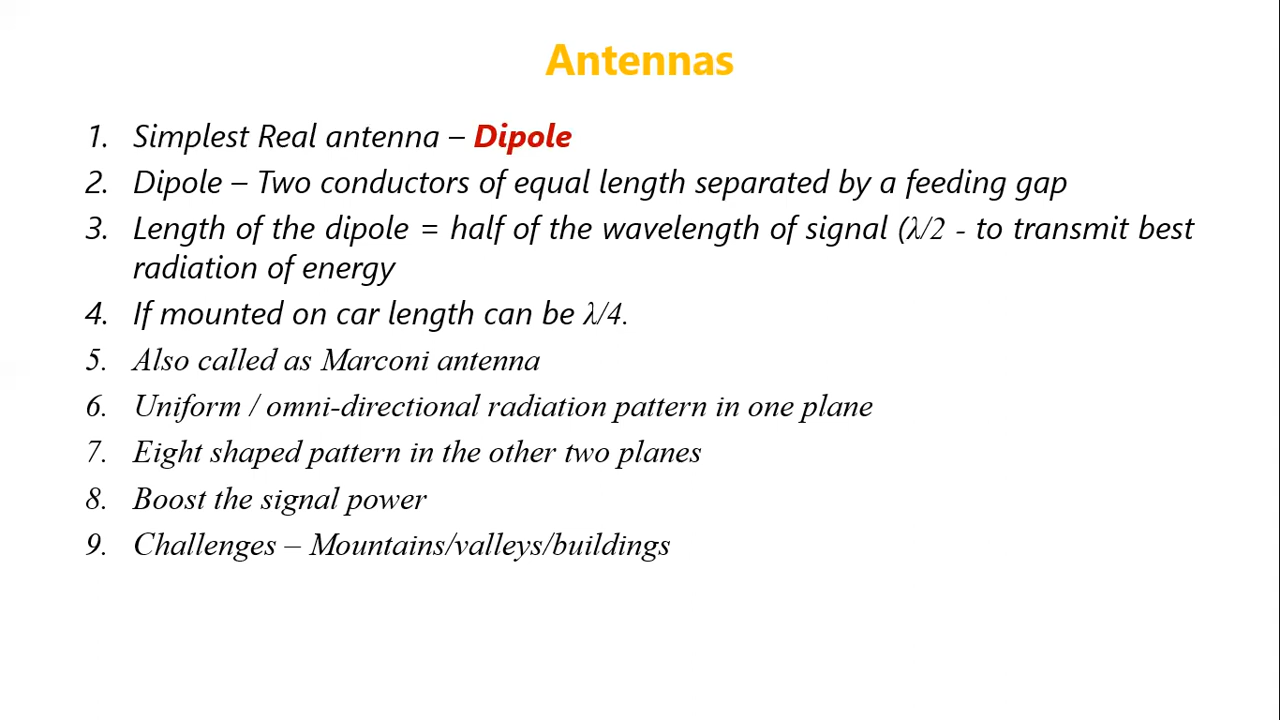 Antennas
1. Simplest Real antenna – Dipole
2. Dipole – Two conductors of equal length separated by a feeding gap
3. Length of the dipole = half of the wavelength of signal (λ/2 - to transmit best
radiation of energy
4. If mounted on car length can be λ/4.
5. Also called as Marconi antenna
6. Uniform / omni-directional radiation pattern in one plane
7. Eight shaped pattern in the other two planes
8. Boost the signal power
9. Challenges – Mountains/valleys/buildings